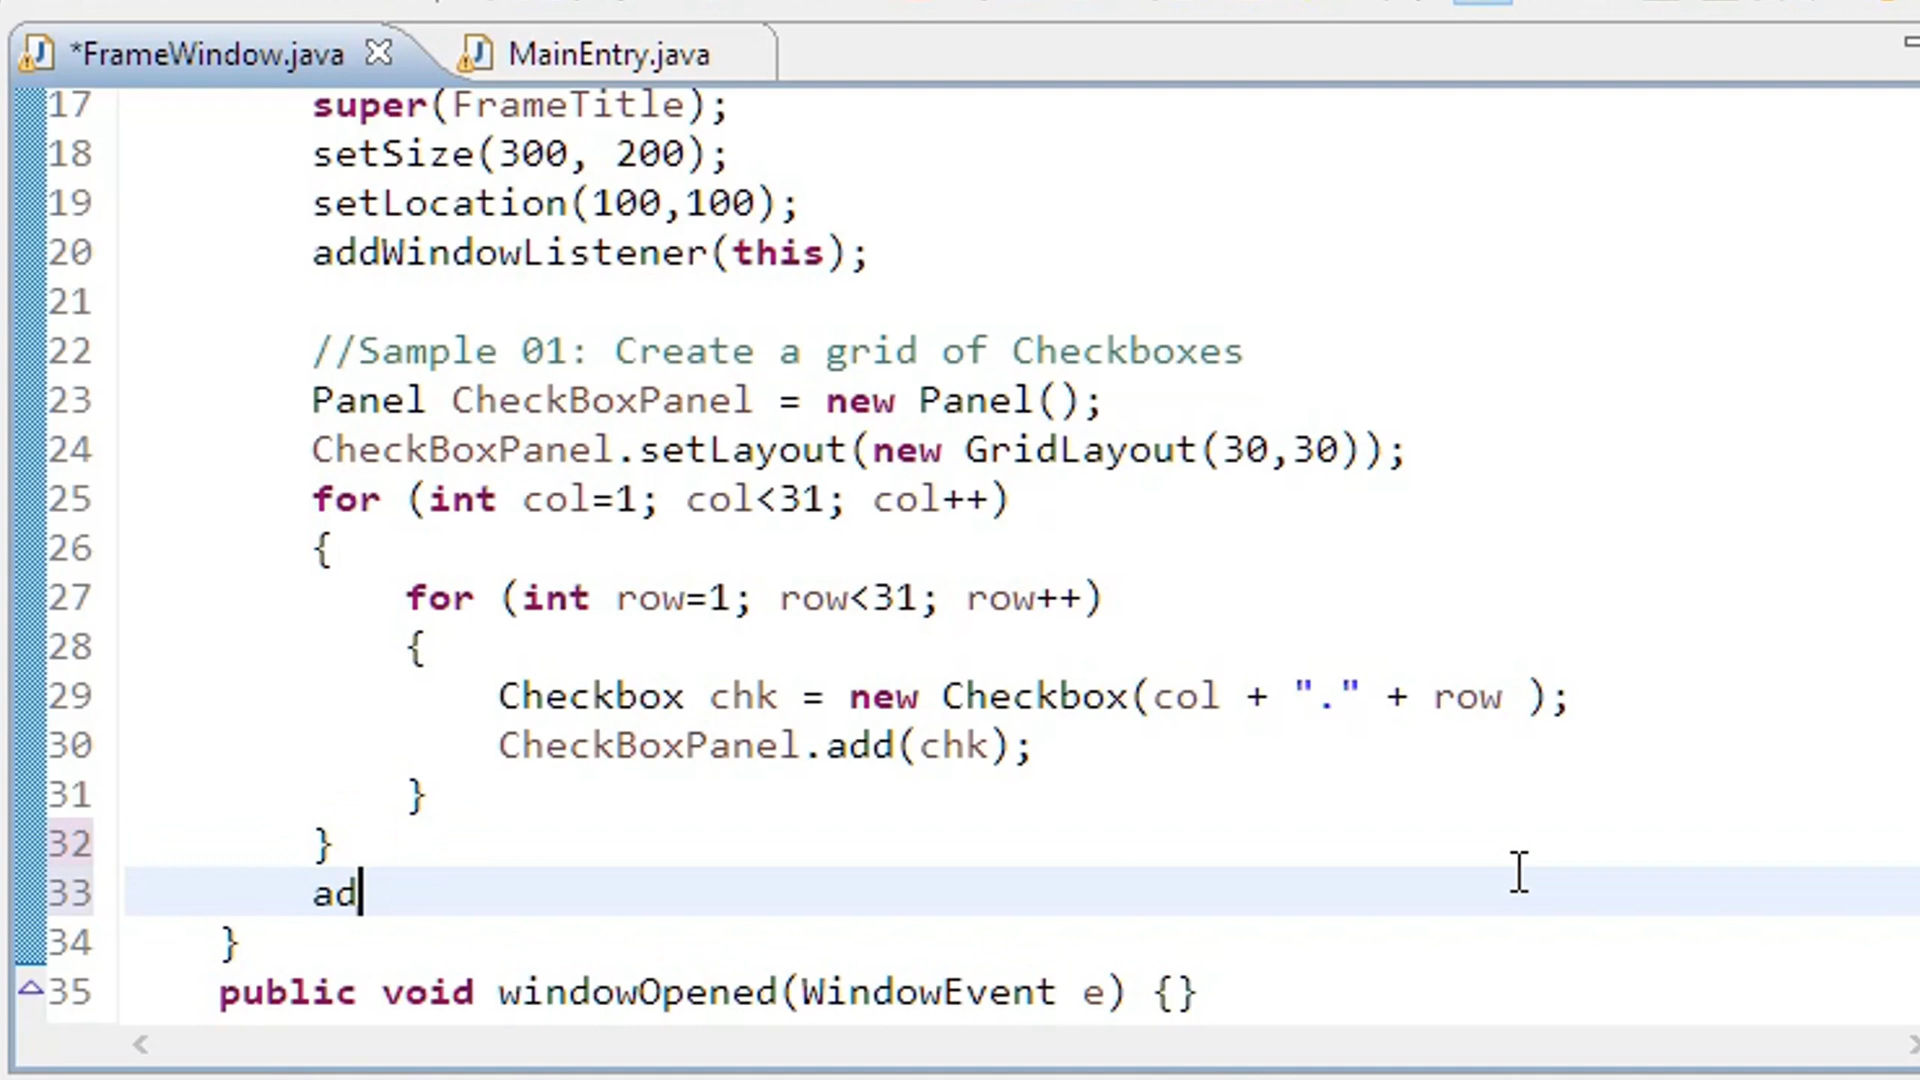 *FrameWindow.java MainEntry.java
17 super(FrameTitle);
18 setSize(300, 200);
19 setLocation(100,100);
20 addWindowListener(this);
21
22 //Sample 01: Create a grid of Checkboxes
23 Panel CheckBoxPanel = new Panel();
24 CheckBoxPanel.setLayout(new GridLayout(30,30));
25 for (int col=1; col<31; col++)
26 {
27 for (int row=1; row<31; row++)
28 {
29 Checkbox chk = new Checkbox(col + "." + row );
30 CheckBoxPanel.add(chk);
31 }
32 }
33 ad
34 }
35 public void windowOpened(WindowEvent e) {}